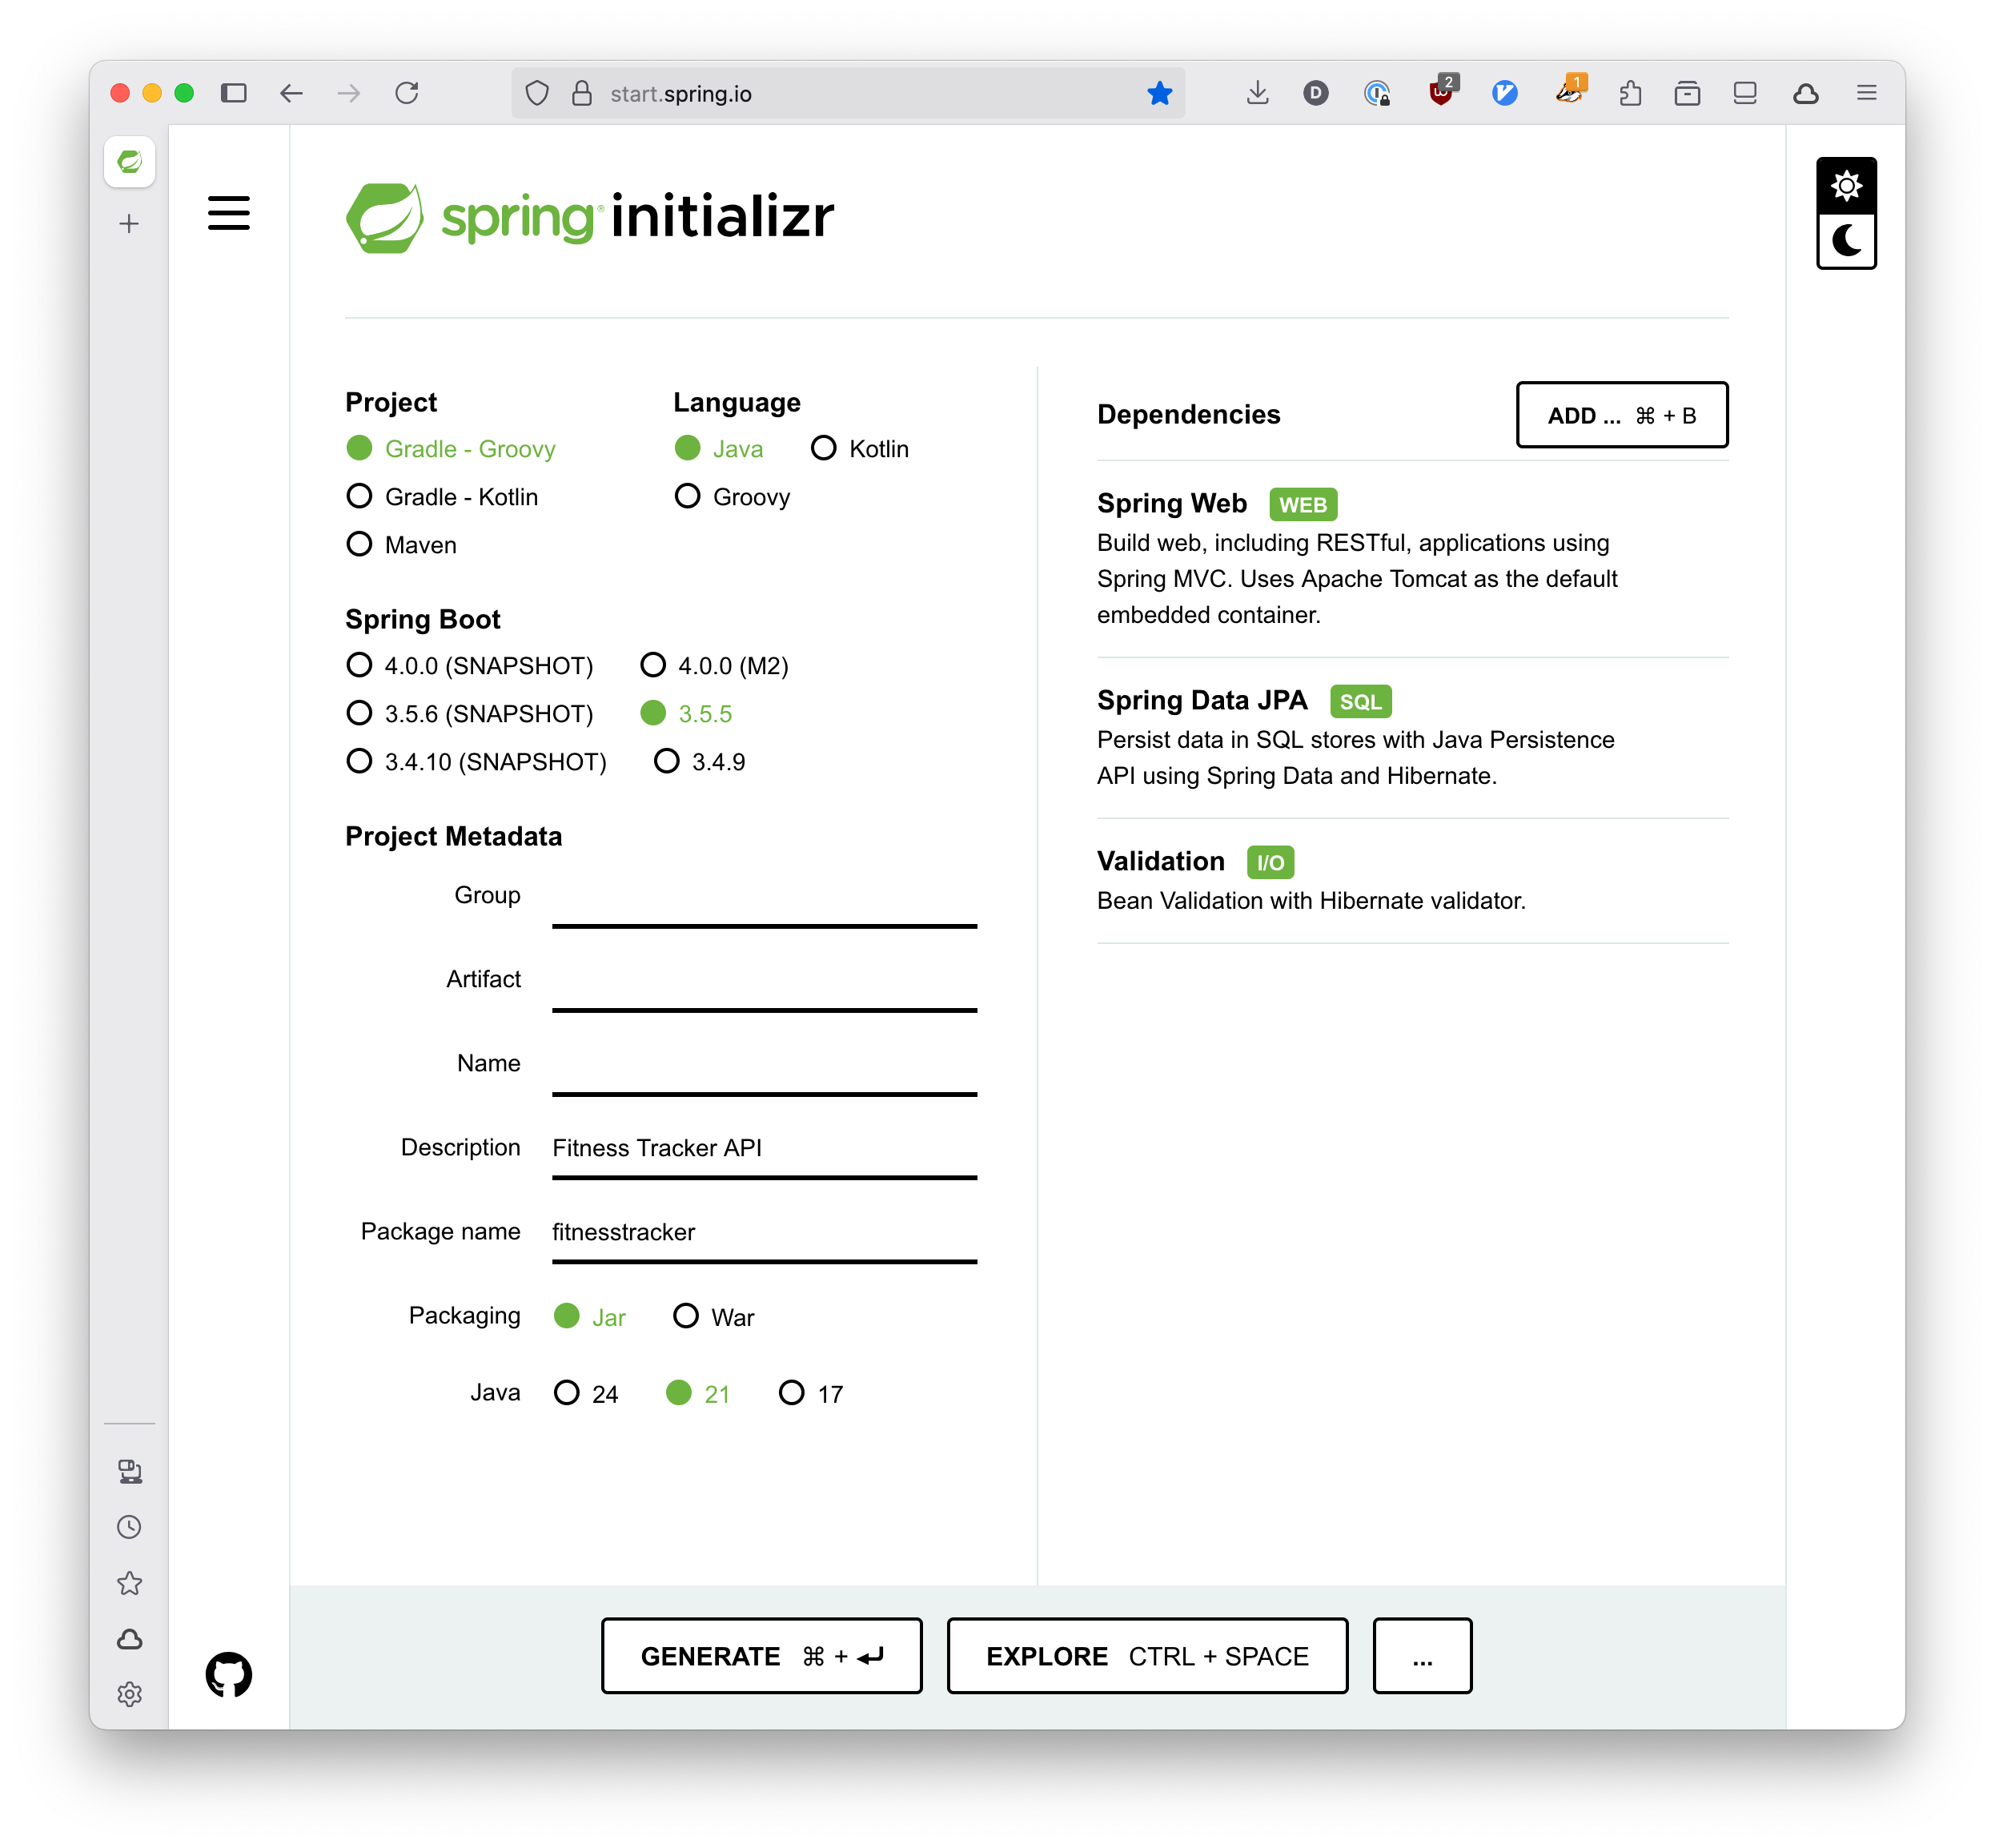 start.spring.io
D
2
1
spring® initializr
Project
Gradle - Groovy
Gradle - Kotlin
Maven
Language
Java
Kotlin
Groovy
Spring Boot
4.0.0 (SNAPSHOT)
4.0.0 (M2)
3.5.6 (SNAPSHOT)
3.5.5
3.4.10 (SNAPSHOT)
3.4.9
Project Metadata
Group
Artifact
Name
Description Fitness Tracker API
Package name fitnesstracker
Packaging Jar War
Java 24 21 17
Dependencies
ADD ... ⌘ + B
Spring Web WEB
Build web, including RESTful, applications using
Spring MVC. Uses Apache Tomcat as the default
embedded container.
Spring Data JPA SQL
Persist data in SQL stores with Java Persistence
API using Spring Data and Hibernate.
Validation I/O
Bean Validation with Hibernate validator.
GENERATE ⌘ + ⏎
EXPLORE CTRL + SPACE
...